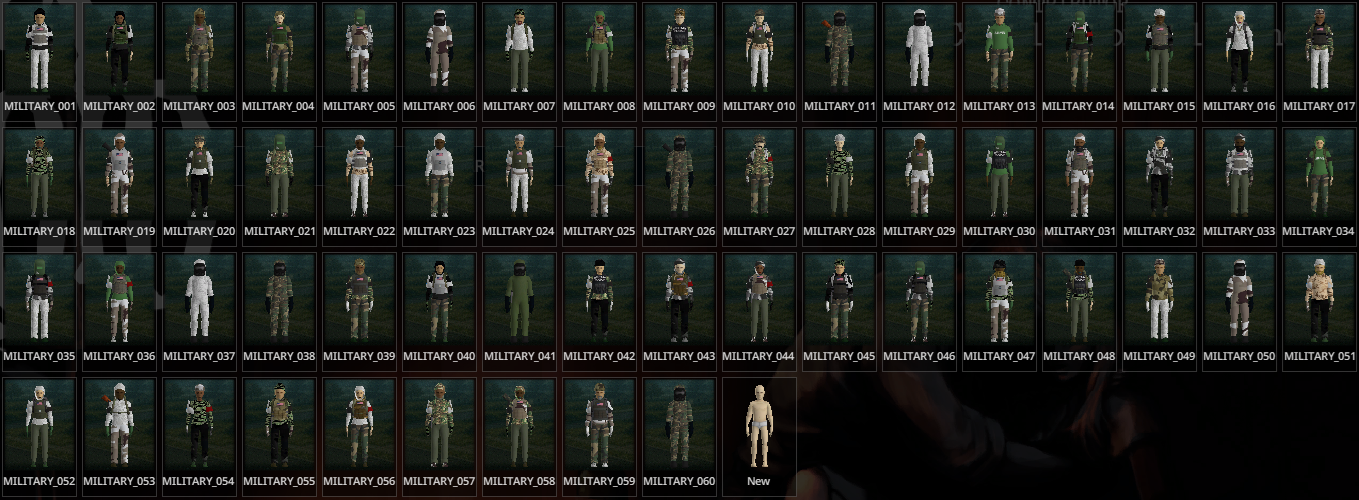 MILITARY_001 MILITARY_002 MILITARY_003 MILITARY_004 MILITARY_005 MILITARY_006 MILITARY_007 MILITARY_008 MILITARY_009 MILITARY_010 MILITARY_011 MILITARY_012 MILITARY_013 MILITARY_014 MILITARY_015 MILITARY_016 MILITARY_017
MILITARY_018 MILITARY_019 MILITARY_020 MILITARY_021 MILITARY_022 MILITARY_023 MILITARY_024 MILITARY_025 MILITARY_026 MILITARY_027 MILITARY_028 MILITARY_029 MILITARY_030 MILITARY_031 MILITARY_032 MILITARY_033 MILITARY_034
MILITARY_035 MILITARY_036 MILITARY_037 MILITARY_038 MILITARY_039 MILITARY_040 MILITARY_041 MILITARY_042 MILITARY_043 MILITARY_044 MILITARY_045 MILITARY_046 MILITARY_047 MILITARY_048 MILITARY_049 MILITARY_050 MILITARY_051
MILITARY_052 MILITARY_053 MILITARY_054 MILITARY_055 MILITARY_056 MILITARY_057 MILITARY_058 MILITARY_059 MILITARY_060 New